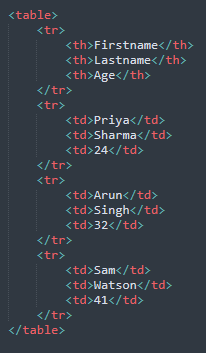 <table>
    <tr>
        <th>Firstname</th>
        <th>Lastname</th>
        <th>Age</th>
    </tr>
    <tr>
        <td>Priya</td>
        <td>Sharma</td>
        <td>24</td>
    </tr>
    <tr>
        <td>Arun</td>
        <td>Singh</td>
        <td>32</td>
    </tr>
    <tr>
        <td>Sam</td>
        <td>Watson</td>
        <td>41</td>
    </tr>
</table>